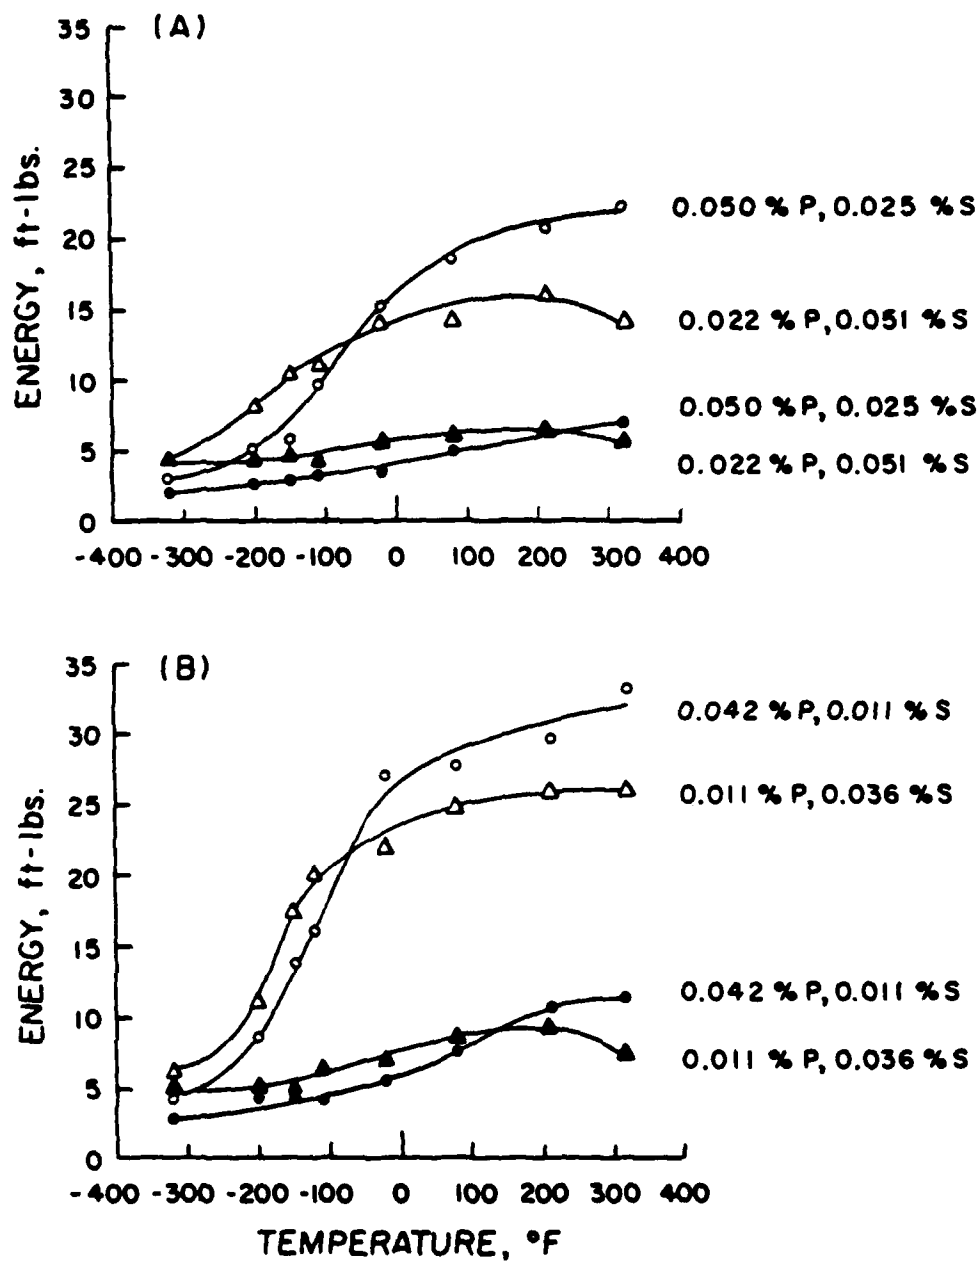 (A)
35
30
25
20
15
10
5
0
ENERGY, ft-lbs.
0.050 % P, 0.025 % S
0.022 % P, 0.051 % S
0.050 % P, 0.025 % S
0.022 % P, 0.051 % S
-400 -300 -200 -100 0 100 200 300 400
(B)
35
30
25
20
15
10
5
0
ENERGY, ft-lbs.
0.042 % P, 0.011 % S
0.011 % P, 0.036 % S
0.042 % P, 0.011 % S
0.011 % P, 0.036 % S
-400 -300 -200 -100 0 100 200 300 400
TEMPERATURE, °F